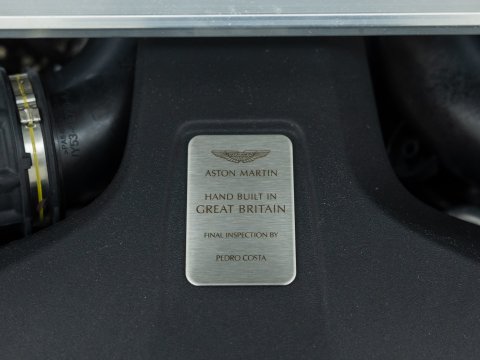 ASTON MARTIN
HAND BUILT IN
GREAT BRITAIN
FINAL INSPECTION BY
PEDRO COSTA